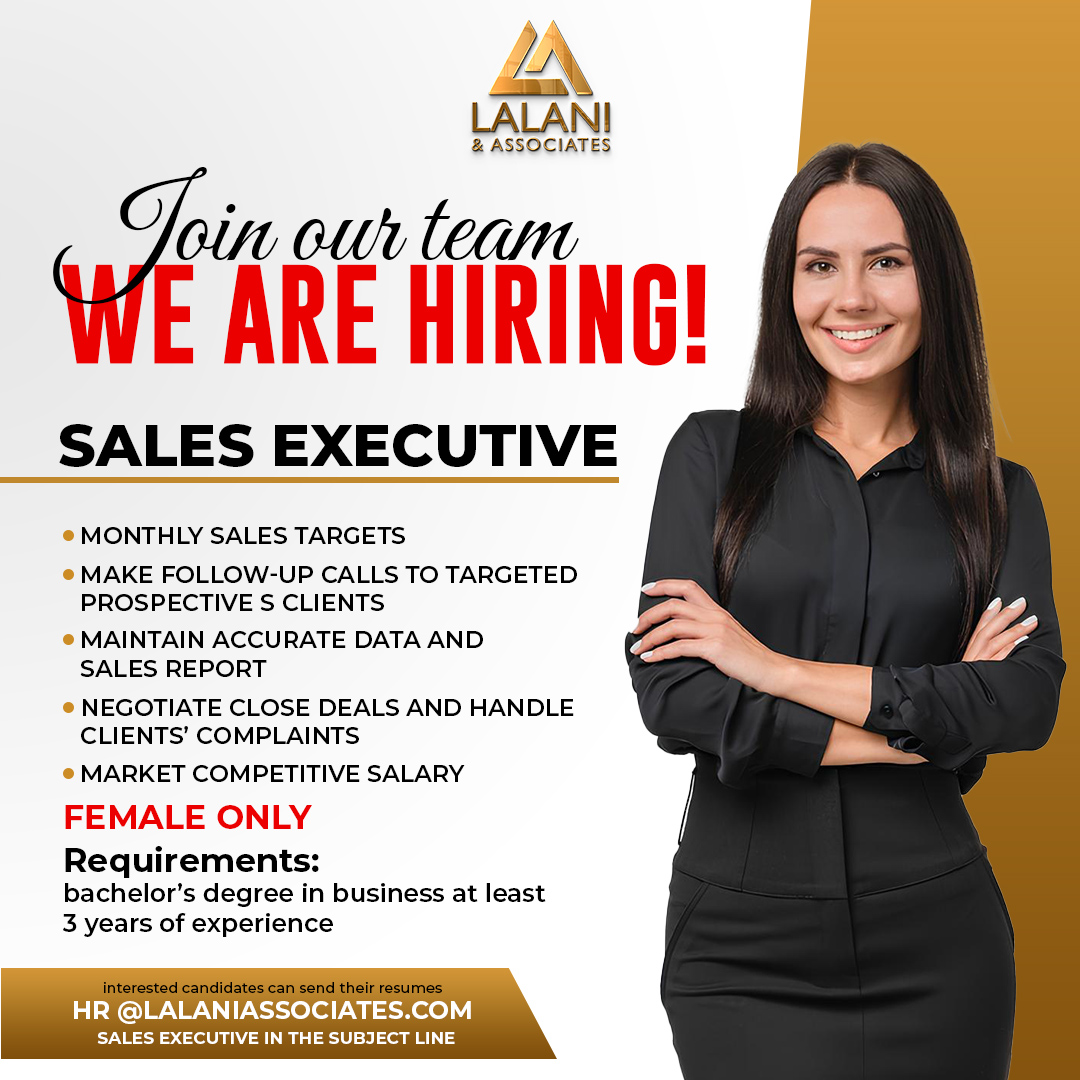 LALANI
& ASSOCIATES
Join our team
WE ARE HIRING!
SALES EXECUTIVE
MONTHLY SALES TARGETS
MAKE FOLLOW-UP CALLS TO TARGETED
PROSPECTIVE S CLIENTS
MAINTAIN ACCURATE DATA AND
SALES REPORT
NEGOTIATE CLOSE DEALS AND HANDLE
CLIENTS’ COMPLAINTS
MARKET COMPETITIVE SALARY
FEMALE ONLY
Requirements:
bachelor’s degree in business at least
3 years of experience
interested candidates can send their resumes
HR @LALANIASSOCIATES.COM
SALES EXECUTIVE IN THE SUBJECT LINE